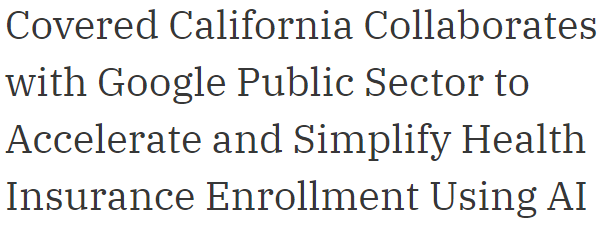 Covered California Collaborates
with Google Public Sector to
Accelerate and Simplify Health
Insurance Enrollment Using AI